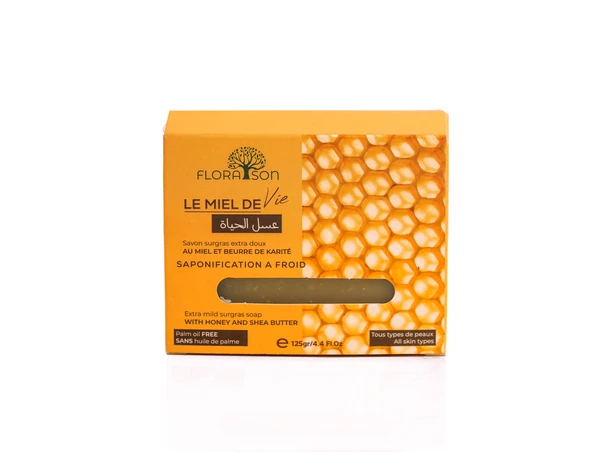 FLORAISON
LE MIEL DE Vie
عسل الحياة
Savon surgras extra doux
AU MIEL ET BEURRE DE KARITÉ
SAPONIFICATION A FROID
Extra mild surgras soap
WITH HONEY AND SHEA BUTTER
Palm oil FREE
SANS huile de palme
e 125gr/4.4 Fl.Oz
Tous types de peaux
All skin types